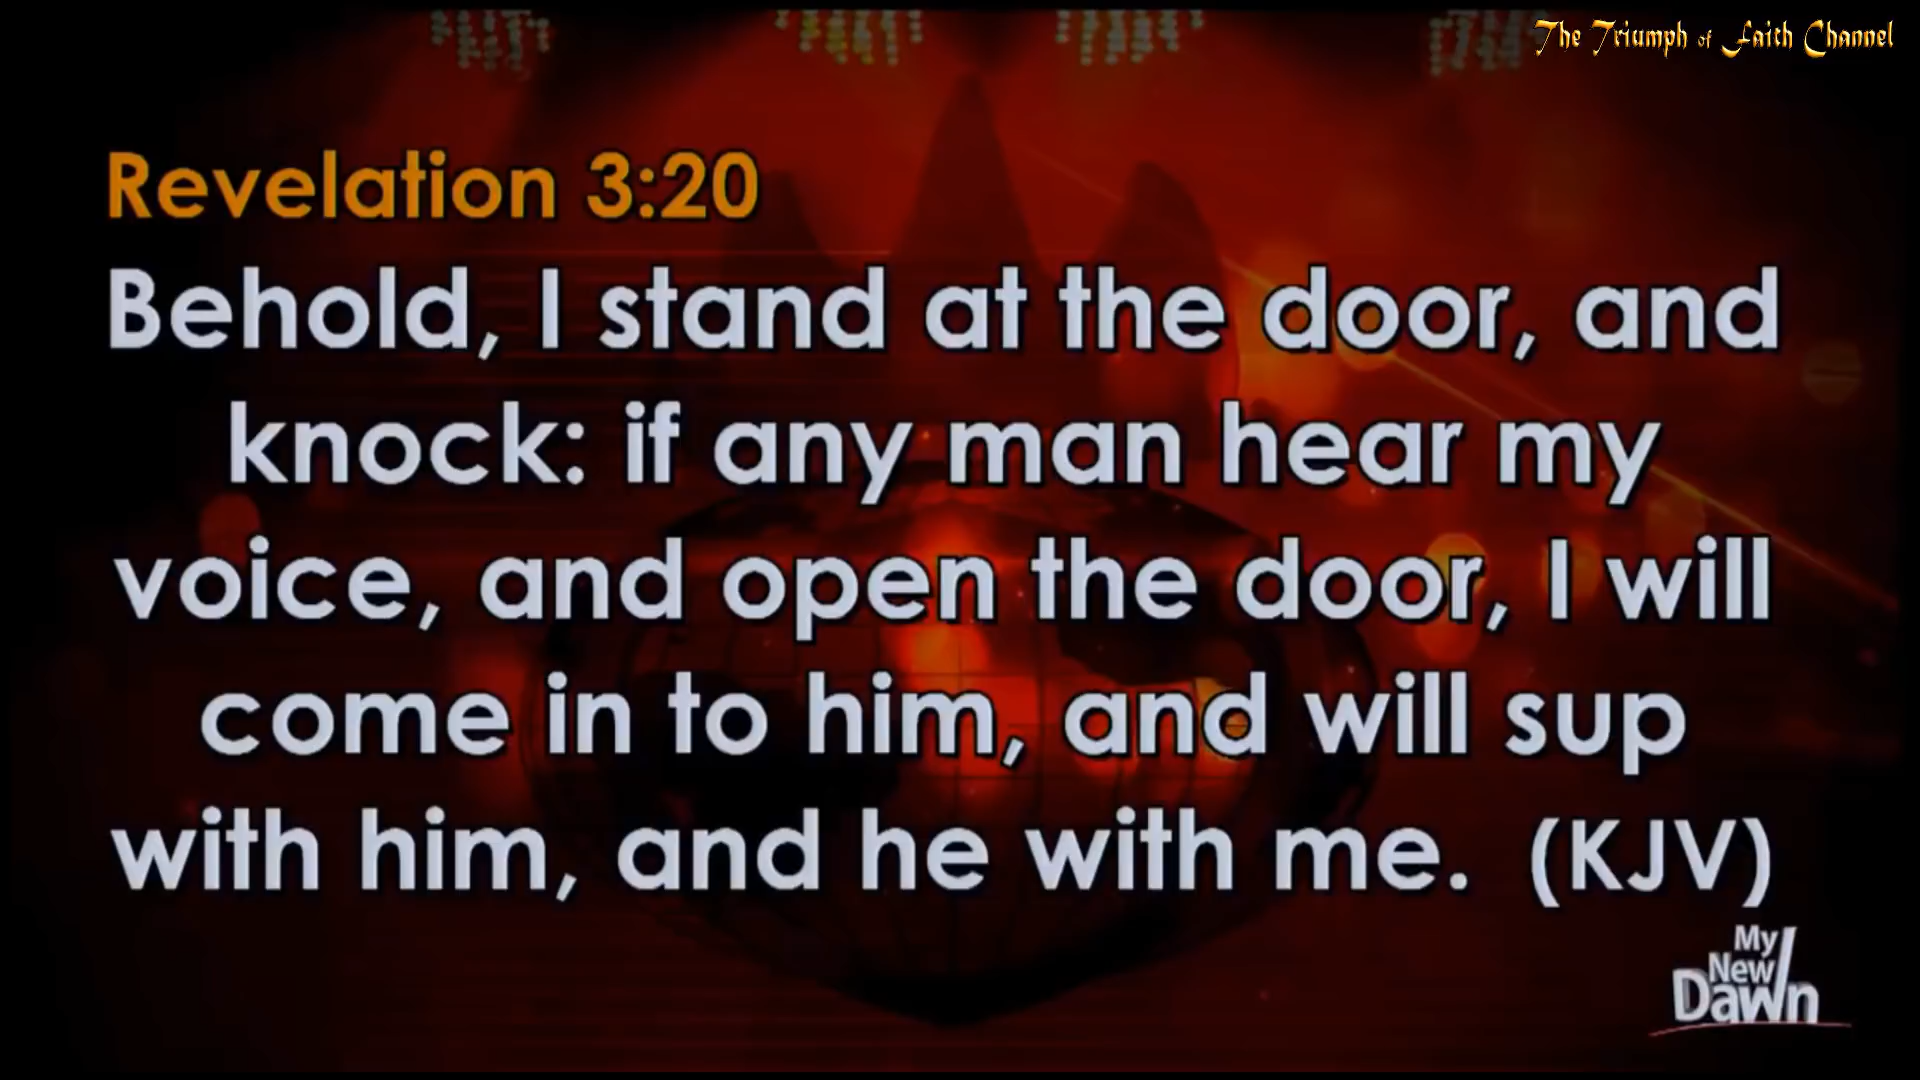 The Triumph of Faith Channel
Revelation 3:20
Behold, I stand at the door, and
knock: if any man hear my
voice, and open the door, I will
come in to him, and will sup
with him, and he with me. (KJV)
My
New
Dawn